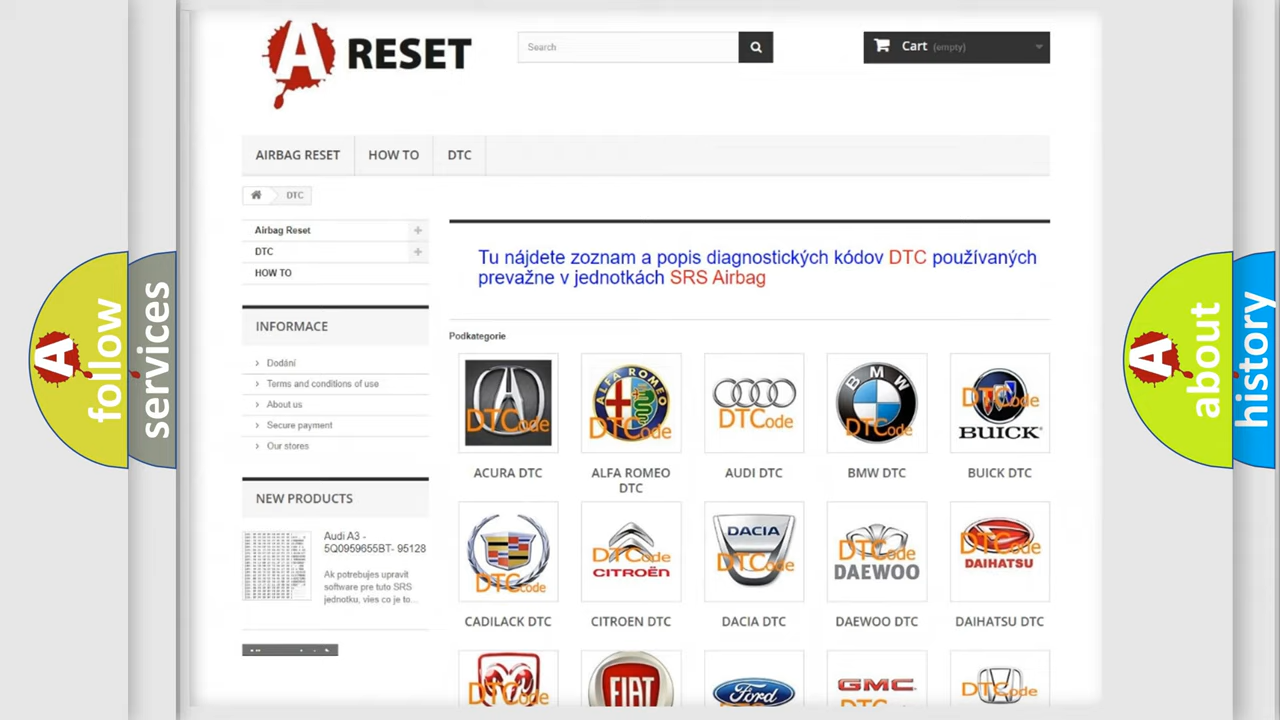 A RESET
Search
Cart (empty)
AIRBAG RESET
HOW TO
DTC
DTC
Airbag Reset
DTC
HOW TO
Tu nájdete zoznam a popis diagnostických kódov DTC používaných
prevažne v jednotkách SRS Airbag
INFORMACE
Dodání
Terms and conditions of use
About us
Secure payment
Our stores
NEW PRODUCTS
Audi A3 -
5Q0959655BT- 95128
Ak potrebujes upravit
software pre tuto SRS
jednotku, vies co je to...
Podkategorie
DTCode
ALFA ROMEO
DTCode
DTCode
BMW
DTCode
DTCode
BUICK
ACURA DTC
ALFA ROMEO
DTC
AUDI DTC
BMW DTC
BUICK DTC
DTCode
DTCode
CITROËN
DACIA
DTCode
DTCode
DAEWOO
DTCode
DAIHATSU
CADILACK DTC
CITROEN DTC
DACIA DTC
DAEWOO DTC
DAIHATSU DTC
DTCode
FIAT
Ford
GMC
DTCode
A follow
services
A about
history